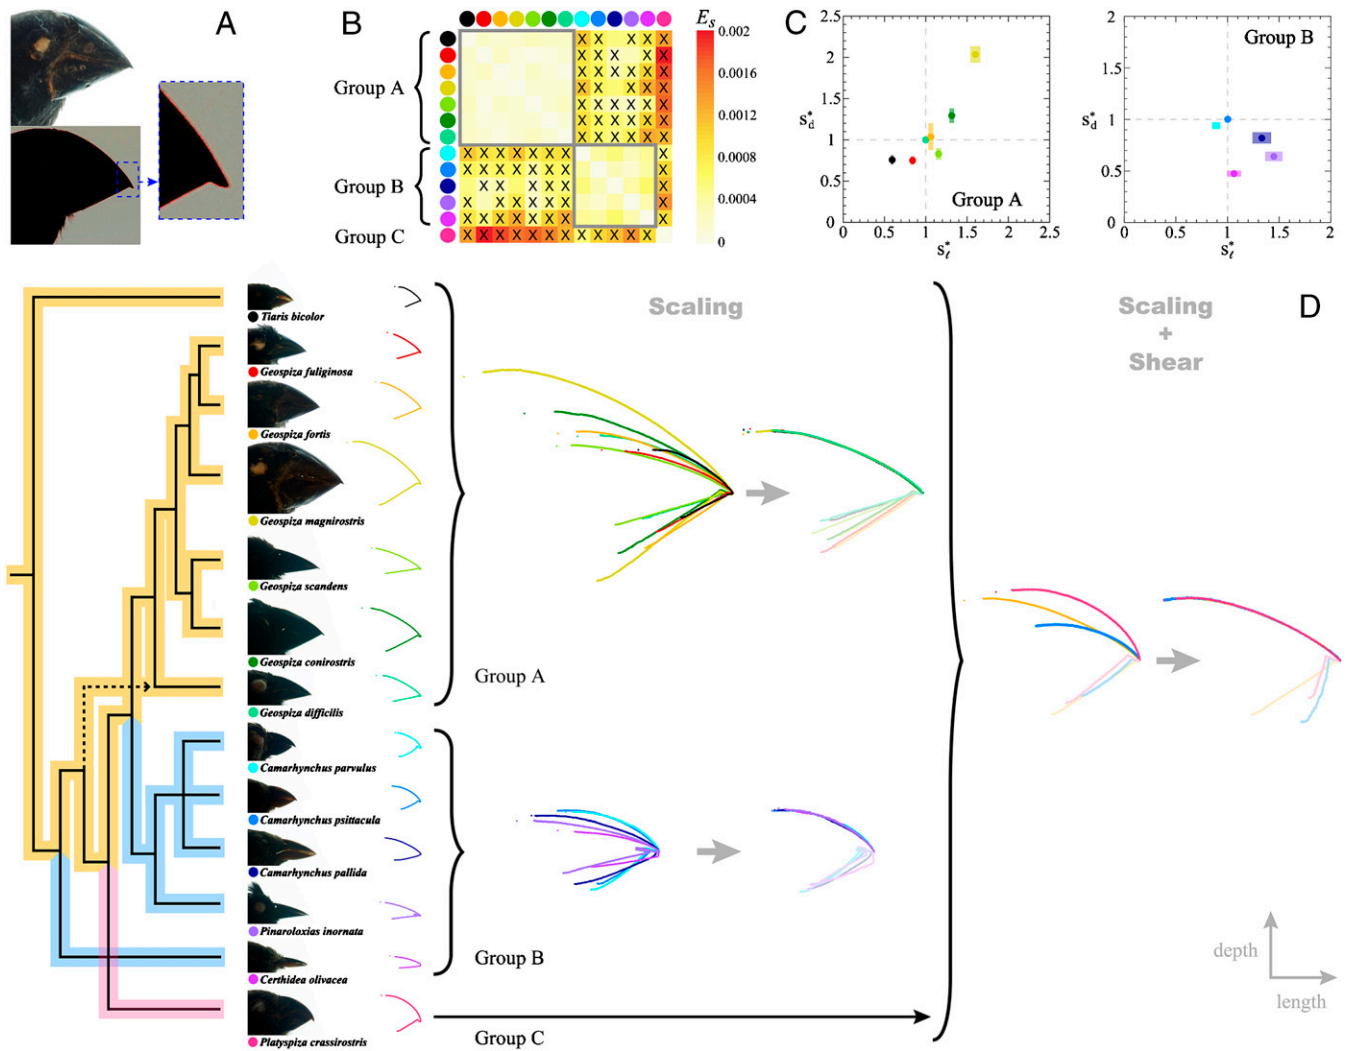 A
B
E_s
X X X X X
X X X X X
X X X X X X
X X X X X X
X X X X X X
X X X X X X
Group A
Group B
Group C
0.002
0.0016
0.0012
0.0008
0.0004
0
C
2.5
2
1.5
1
0.5
0
s_d^*
0 0.5 1 1.5 2 2.5
s_ℓ^*
Group A
2
1.5
1
0.5
0
s_d^*
0 0.5 1 1.5 2
s_ℓ^*
Group B
D
Scaling
Scaling
+
Shear
Tiaris bicolor
Geospiza fuliginosa
Geospiza fortis
Geospiza magnirostris
Geospiza scandens
Geospiza conirostris
Geospiza difficilis
Group A
Camarhynchus parvulus
Camarhynchus psittacula
Camarhynchus pallida
Pinaroloxias inornata
Certhidea olivacea
Group B
Platyspiza crassirostris
Group C
depth
length